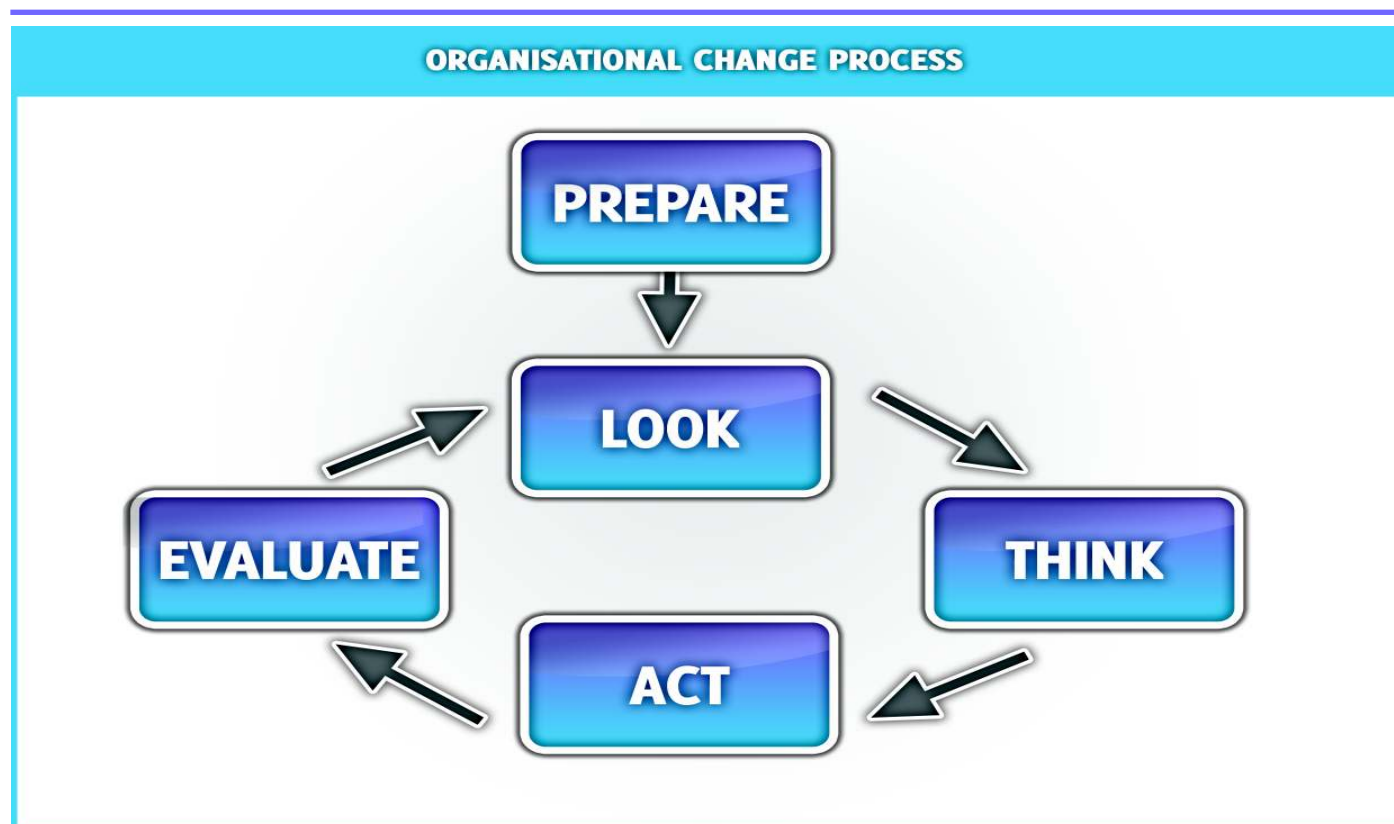 ORGANISATIONAL CHANGE PROCESS
PREPARE
LOOK
EVALUATE
THINK
ACT